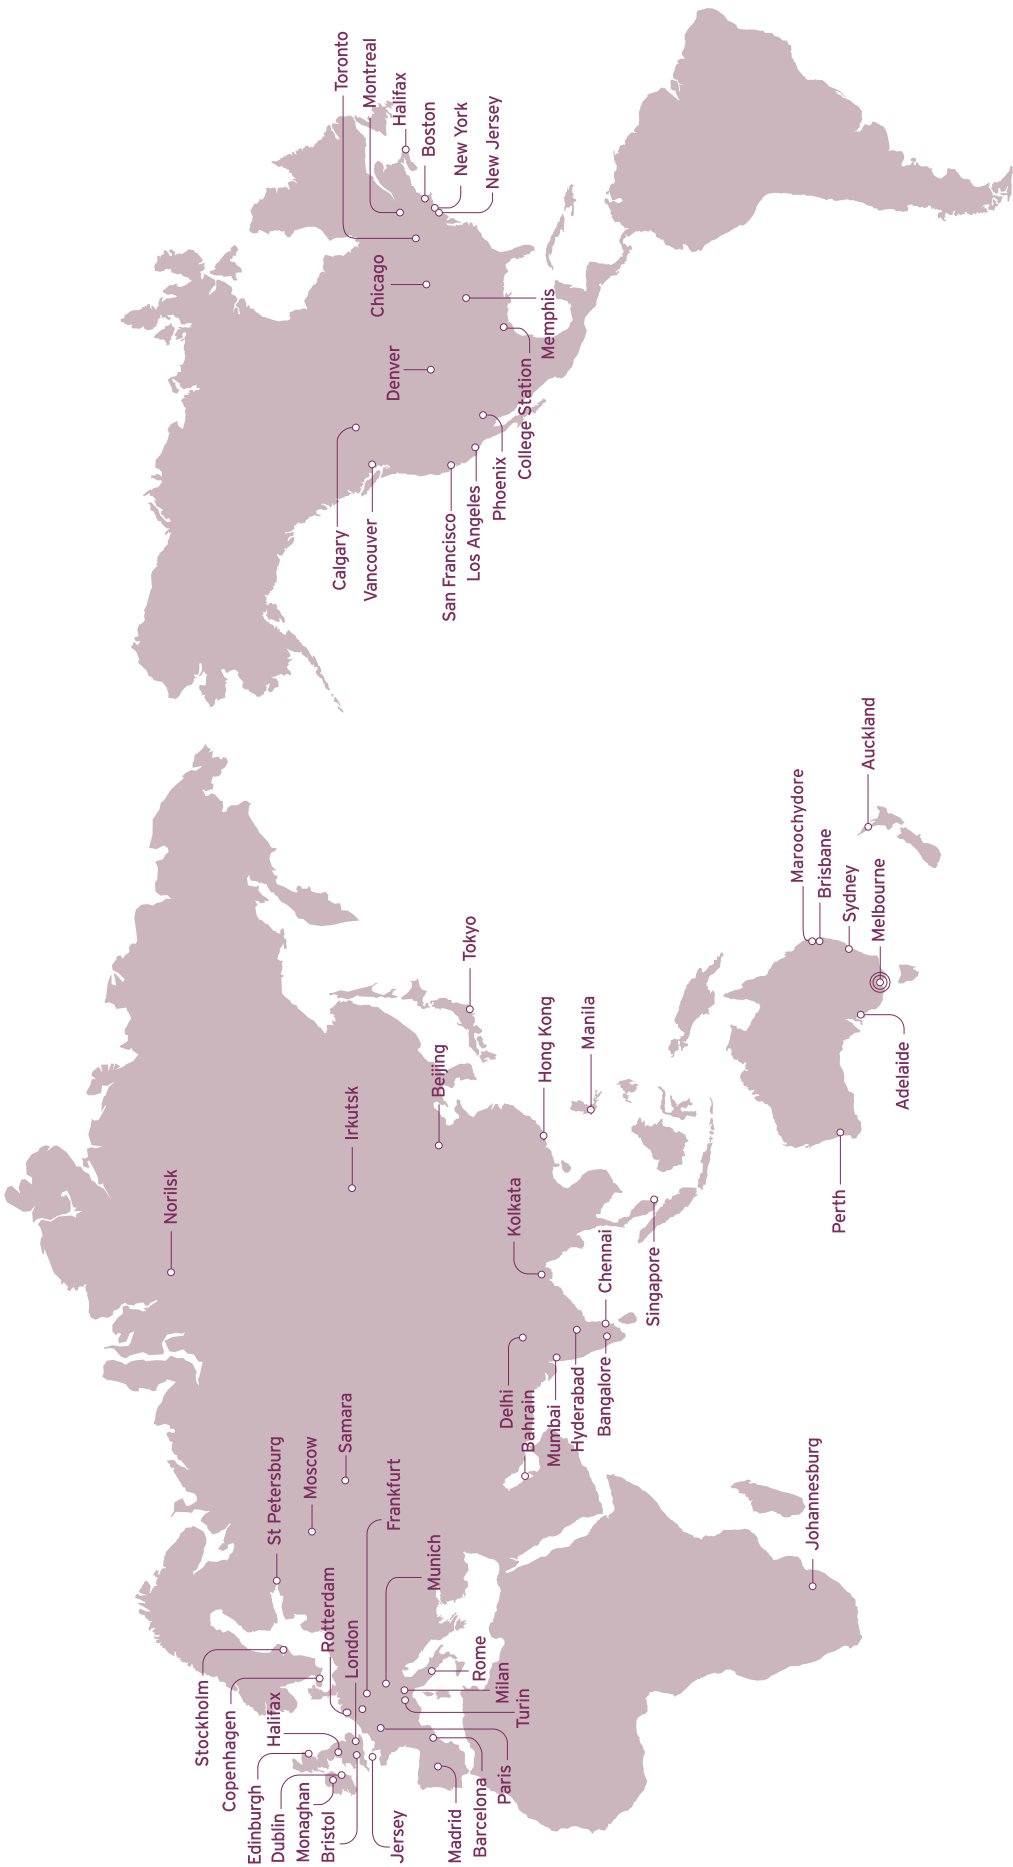 Toronto
Montreal
Halifax
Boston
New York
New Jersey
Chicago
Memphis
Denver
College Station
Phoenix
Los Angeles
San Francisco
Calgary
Vancouver
Auckland
Maroochydore
Brisbane
Sydney
Melbourne
Adelaide
Perth
Tokyo
Hong Kong
Manila
Beijing
Irkutsk
Norilsk
Kolkata
Chennai
Singapore
Delhi
Bahrain
Mumbai
Hyderabad
Bangalore
Samara
Moscow
St Petersburg
Frankfurt
Munich
Johannesburg
Rotterdam
London
Rome
Milan
Turin
Stockholm
Copenhagen
Halifax
Edinburgh
Dublin
Monaghan
Bristol
Jersey
Madrid
Barcelona
Paris